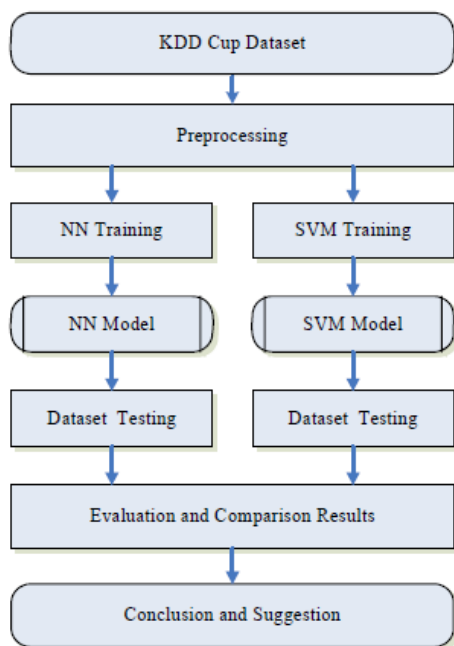 KDD Cup Dataset
Preprocessing
NN Training
SVM Training
NN Model
SVM Model
Dataset Testing
Dataset Testing
Evaluation and Comparison Results
Conclusion and Suggestion